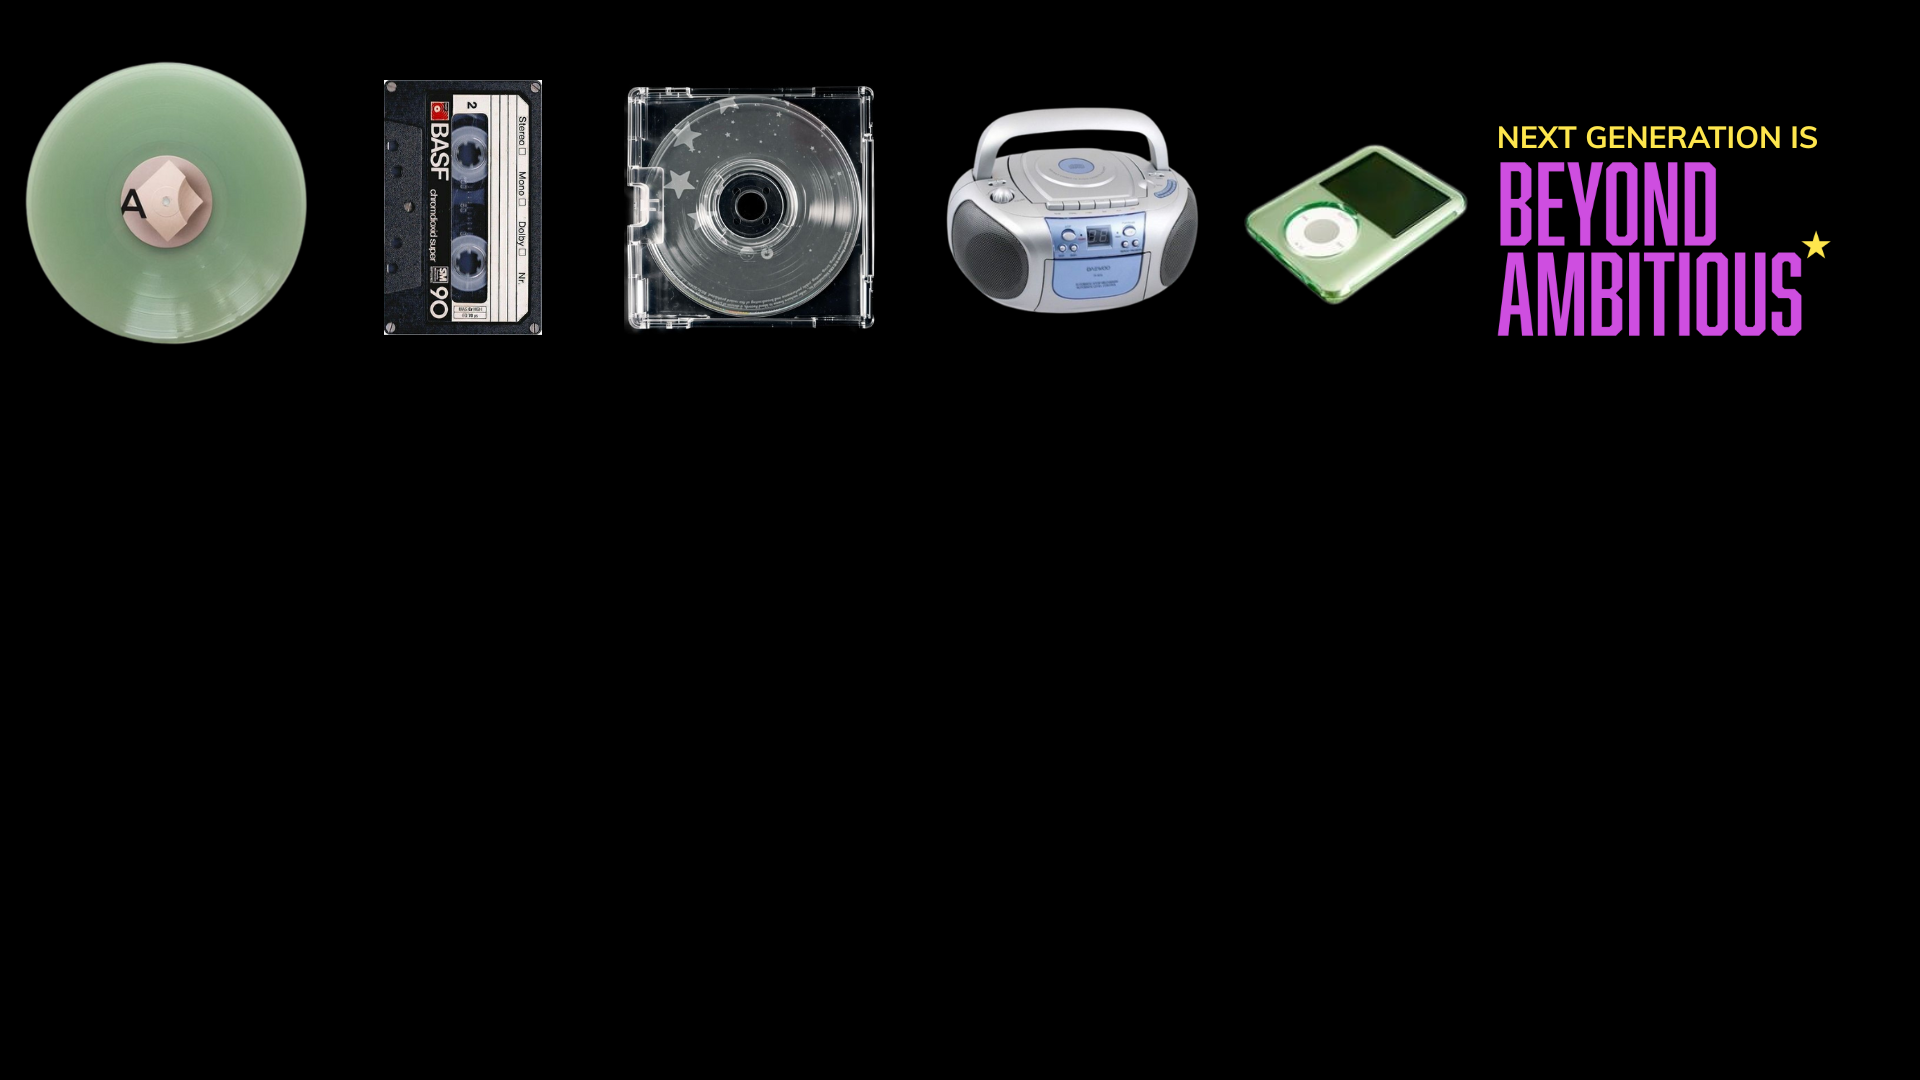 A
2
BASF
chromdioxid super
SM
90
Stereo
Mono
Dolby
Nr.
DAEWOO
NEXT GENERATION IS
BEYOND
AMBITIOUS